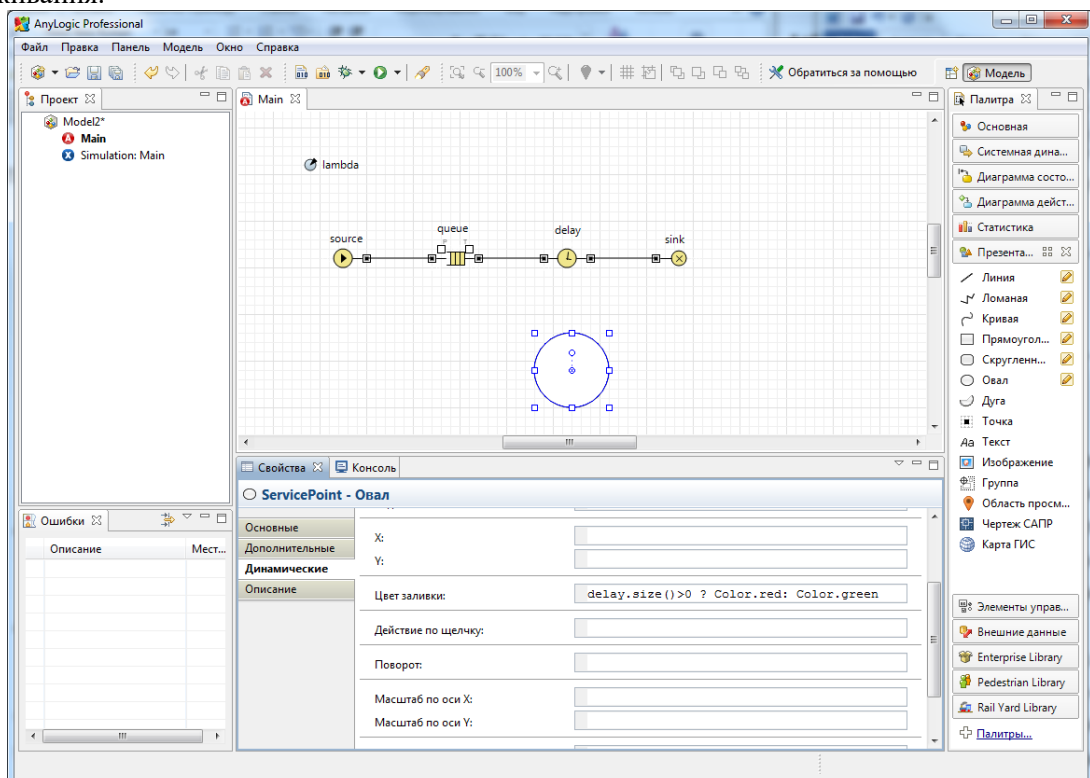 живания.
AnyLogic Professional
Файл Правка Панель Модель Окно Справка
100% Обратиться за помощью Модель
Проект
Model2*
Main
Simulation: Main
Main
lambda
source
queue
delay
sink
Палитра
Основная
Системная дина...
Диаграмма состо...
Диаграмма дейст...
Статистика
Презента...
Линия
Ломаная
Кривая
Прямоугол...
Скругленн...
Овал
Дуга
Точка
Aa Текст
Изображение
Группа
Область просм...
Чертеж САПР
Карта ГИС
Элементы управ...
Внешние данные
Enterprise Library
Pedestrian Library
Rail Yard Library
Палитры...
Свойства Консоль
ServicePoint - Овал
Основные
Дополнительные
Динамические
Описание
X:
Y:
Цвет заливки: delay.size()>0 ? Color.red: Color.green
Действие по щелчку:
Поворот:
Масштаб по оси X:
Масштаб по оси Y:
Ошибки
Описание Мест...